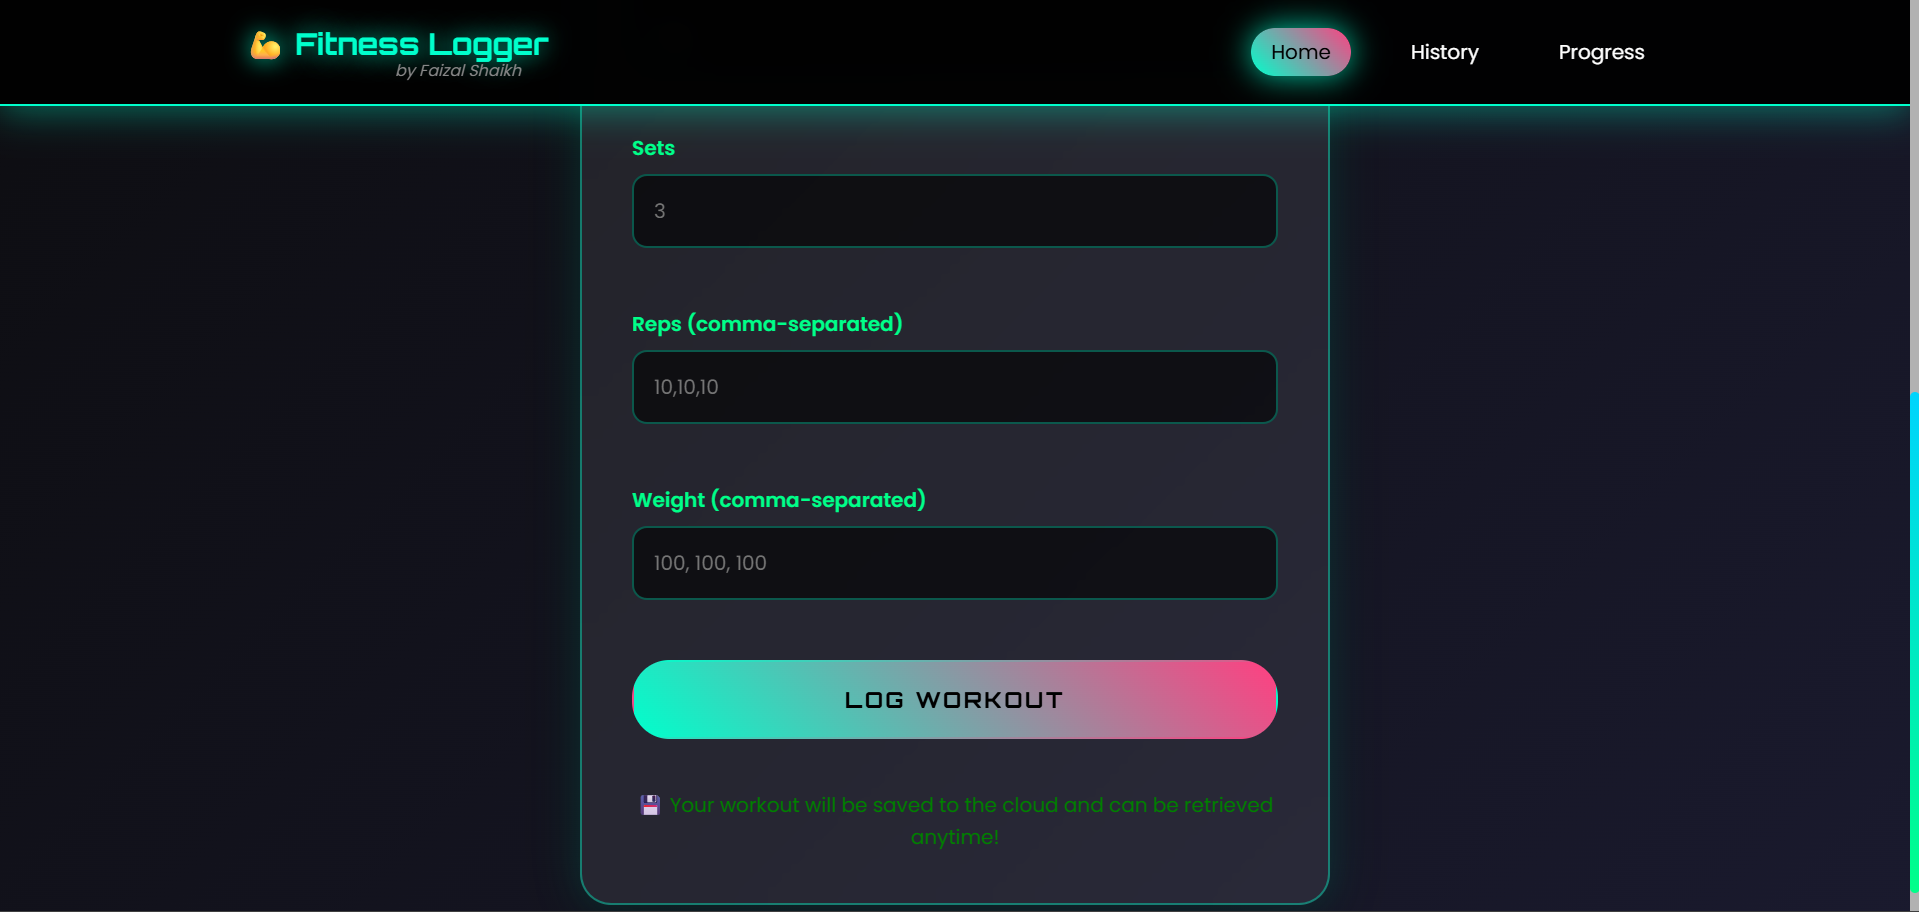 💪 Fitness Logger
by Faizal Shaikh
Home History Progress
Sets
3
Reps (comma-separated)
10,10,10
Weight (comma-separated)
100, 100, 100
LOG WORKOUT
💾 Your workout will be saved to the cloud and can be retrieved
anytime!